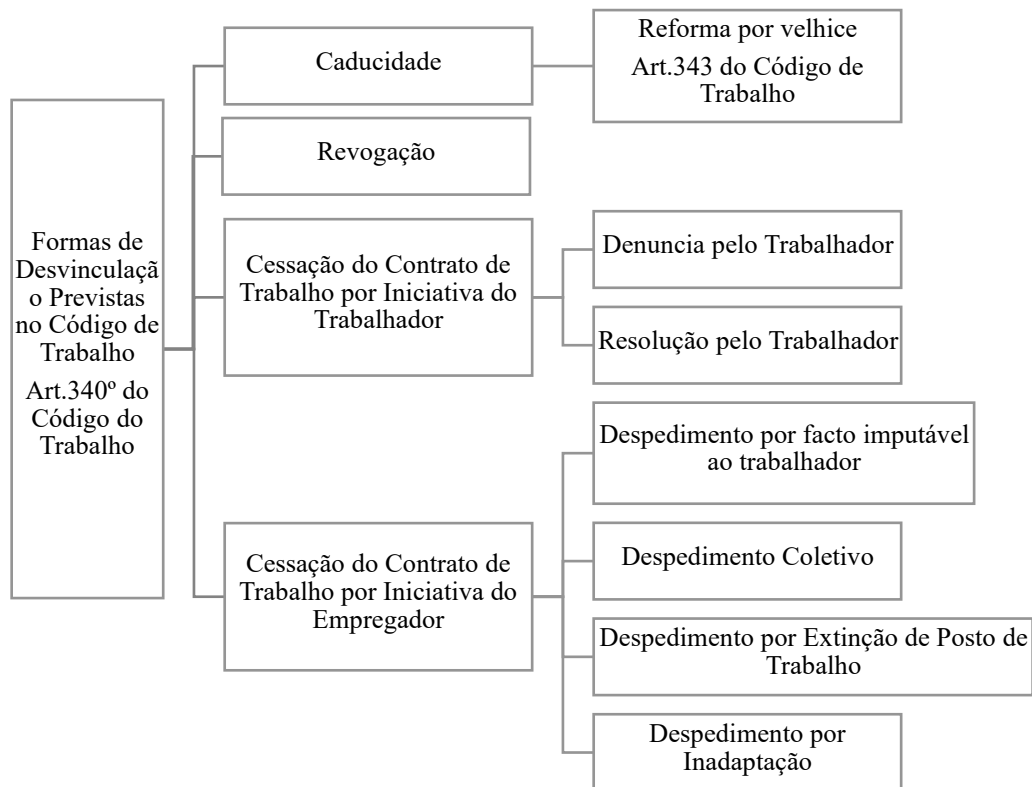 Formas de
Desvinculaçã
o Previstas
no Código de
Trabalho
Art.340º do
Código do
Trabalho
Caducidade
Reforma por velhice
Art.343 do Código de
Trabalho
Revogação
Cessação do Contrato de
Trabalho por Iniciativa do
Trabalhador
Denuncia pelo Trabalhador
Resolução pelo Trabalhador
Cessação do Contrato de
Trabalho por Iniciativa do
Empregador
Despedimento por facto imputável
ao trabalhador
Despedimento Coletivo
Despedimento por Extinção de Posto de
Trabalho
Despedimento por
Inadaptação